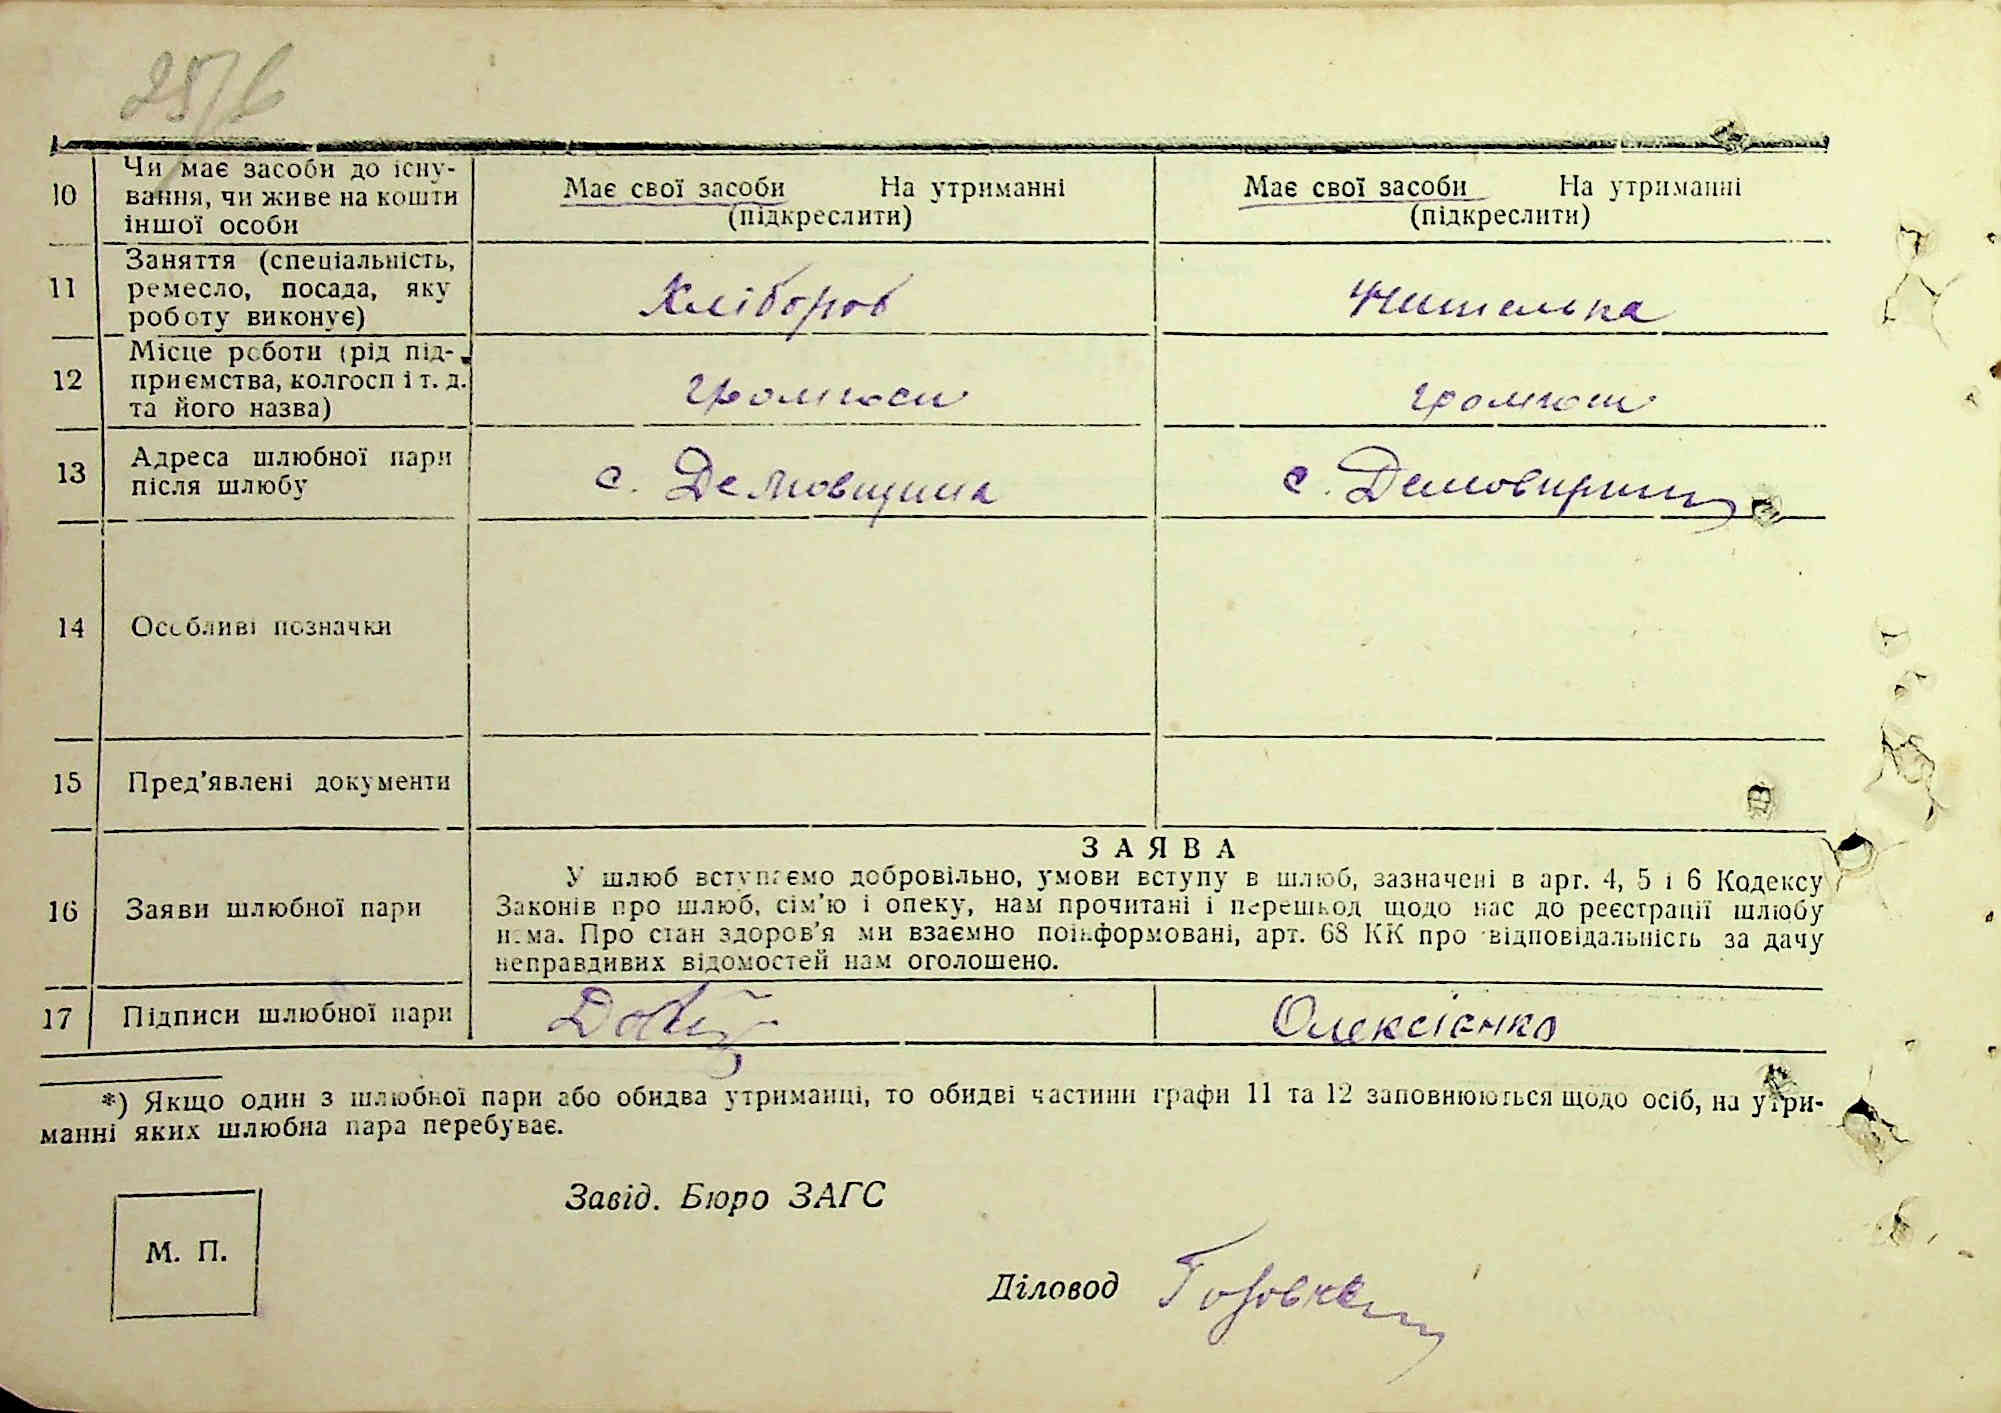 25/6
10 Чи має засоби до існу-
вання, чи живе на кошти
іншої особи
Має свої засоби На утриманні
(підкреслити)
Має свої засоби На утриманні
(підкреслити)
11 Заняття (спеціальність,
ремесло, посада, яку
роботу виконує)
Хлібороб
Учителька
12 Місце роботи (рід під-
приємства, колгосп і т. д.
та його назва)
13 Адреса шлюбної пари
після шлюбу
с. Демовщина
с. Демовщина
14 Особливі позначки
15 Пред'явлені документи
16 Заяви шлюбної пари
ЗАЯВА
У шлюб вступаємо добровільно, умови вступу в шлюб, зазначені в арт. 4, 5 і 6 Кодексу
Законів про шлюб, сім'ю і опеку, нам прочитані і перешкод щодо нас до реєстрації шлюбу
нема. Про стан здоров'я ми взаємно поінформовані, арт. 68 КК про відповідальність за дачу
неправдивих відомостей нам оголошено.
17 Підписи шлюбної пари
Олексієнко
*) Якщо один з шлюбної пари або обидва утриманці, то обидві частини графи 11 та 12 заповнюються щодо осіб, на утри-
манні яких шлюбна пара перебуває.
Завід. Бюро ЗАГС
М. П.
Діловод